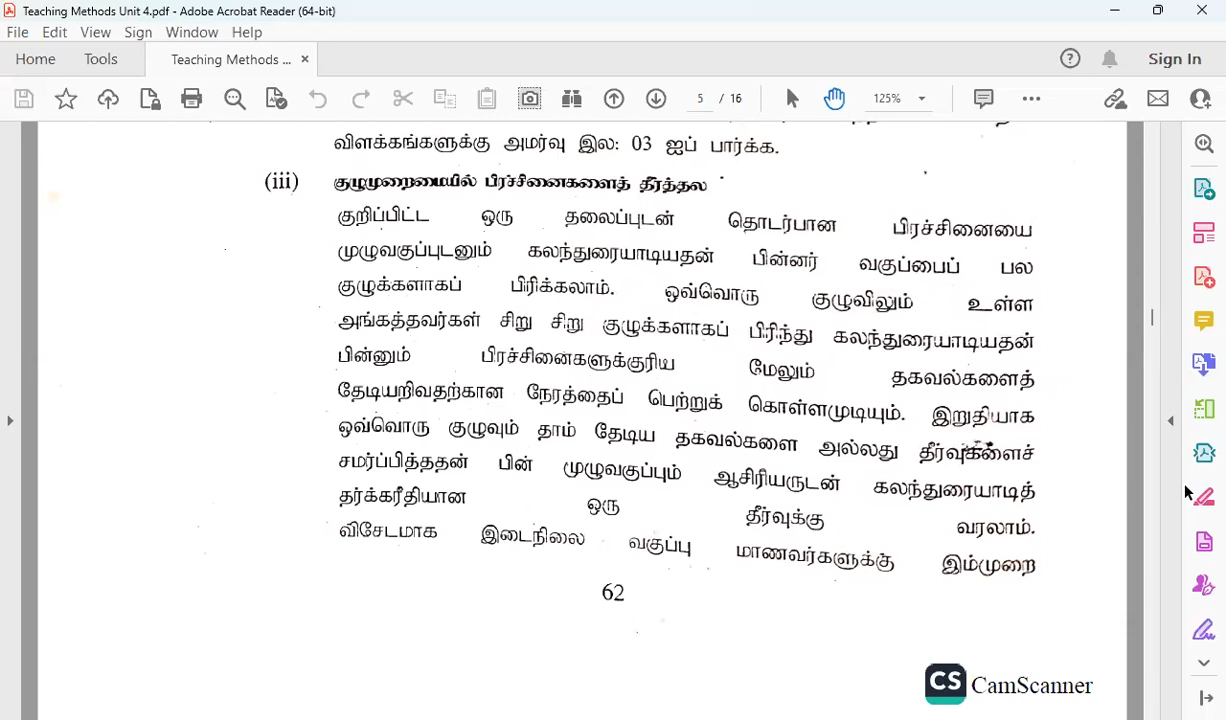 Teaching Methods Unit 4.pdf - Adobe Acrobat Reader (64-bit)
File Edit View Sign Window Help
Home Tools Teaching Methods ... × Sign In
5 / 16 125%
விளக்கங்களுக்கு அமர்வு இல: 03 ஐப் பார்க்க.
(iii) குழுமுறைமையில் பிரச்சினைகளைத் தீர்த்தல
குறிப்பிட்ட ஒரு தலைப்புடன் தொடர்பான பிரச்சினையை
முழுவகுப்புடனும் கலந்துரையாடியதன் பின்னர் வகுப்பைப் பல
குழுக்களாகப் பிரிக்கலாம். ஒவ்வொரு குழுவிலும் உள்ள
அங்கத்தவர்கள் சிறு சிறு குழுக்களாகப் பிரிந்து கலந்துரையாடியதன்
பின்னும் பிரச்சினைகளுக்குரிய மேலும் தகவல்களைத்
தேடியறிவதற்கான நேரத்தைப் பெற்றுக் கொள்ளமுடியும். இறுதியாக
ஒவ்வொரு குழுவும் தாம் தேடிய தகவல்களை அல்லது தீர்வுகளைச்
சமர்ப்பித்ததன் பின் முழுவகுப்பும் ஆசிரியருடன் கலந்துரையாடித்
தர்க்கரீதியான ஒரு தீர்வுக்கு வரலாம்.
விசேடமாக இடைநிலை வகுப்பு மாணவர்களுக்கு இம்முறை
62
CS CamScanner